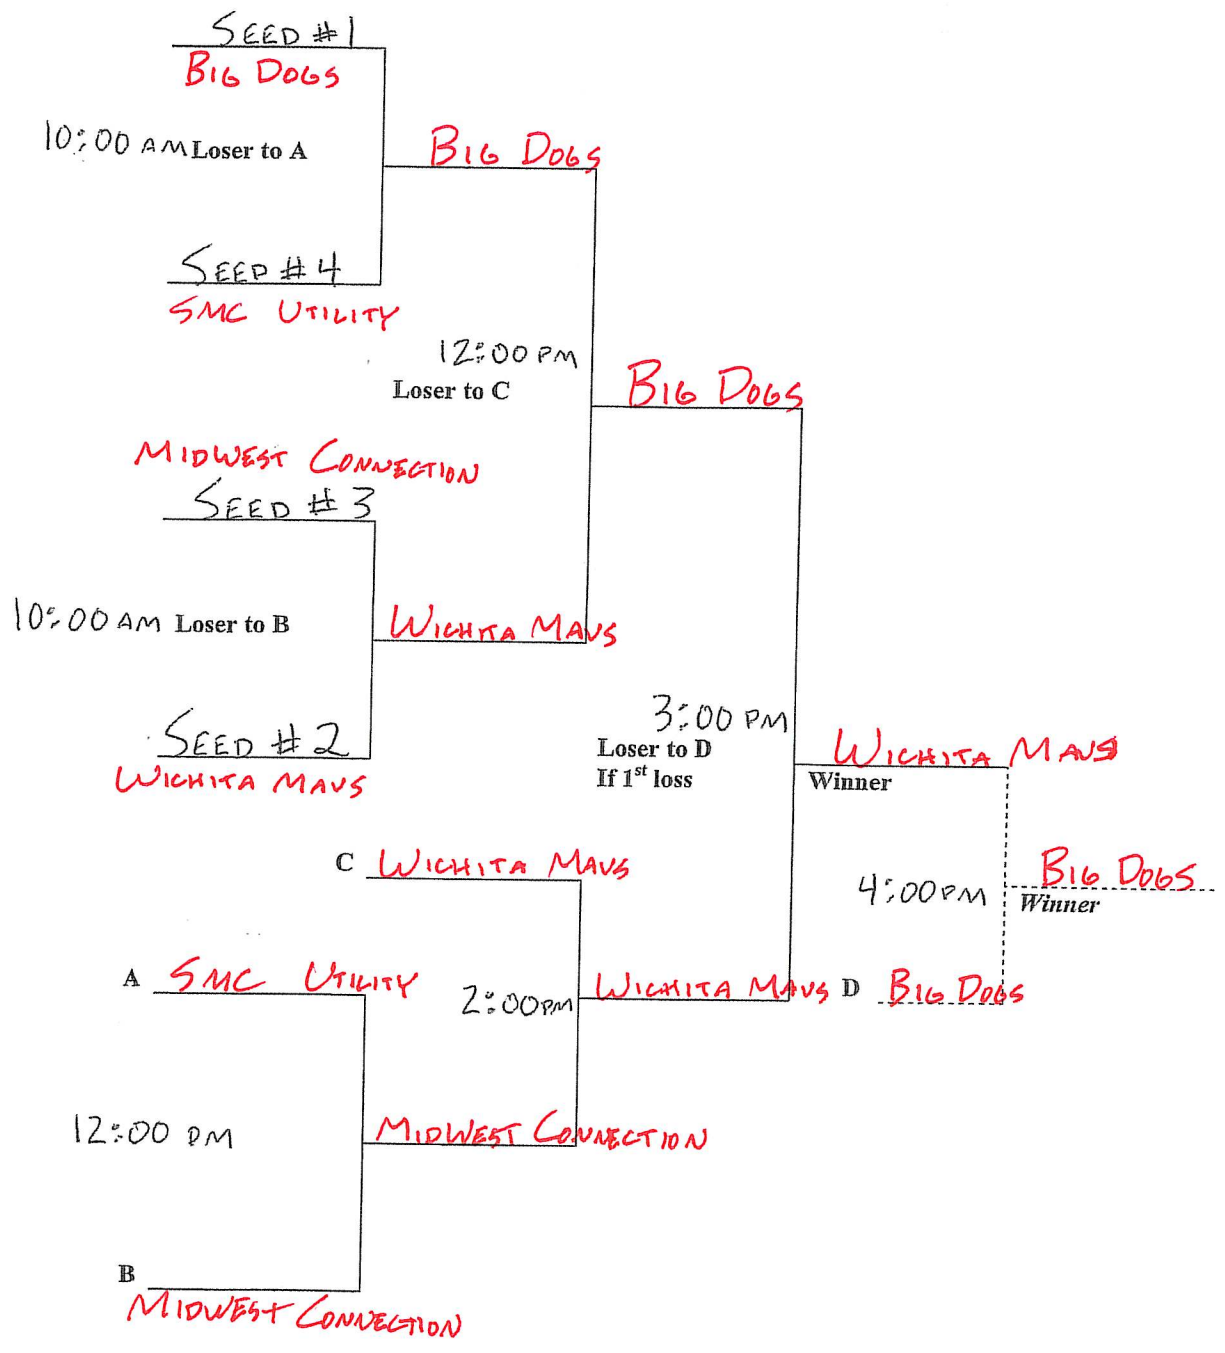 SEED #1
BIG DOGS
10:00 AM Loser to A
BIG DOGS
SEED #4
SMC UTILITY
12:00 PM
Loser to C
BIG DOGS
MIDWEST CONNECTION
SEED #3
10:00 AM Loser to B
WICHITA MAVS
SEED #2
WICHITA MAVS
3:00 PM
Loser to D
If 1st loss
WICHITA MAVS
Winner
C WICHITA MAVS
4:00 PM
BIG DOGS
Winner
A SMC UTILITY
2:00 PM
WICHITA MAVS
D BIG DOGS
12:00 PM
MIDWEST CONNECTION
B
MIDWEST CONNECTION